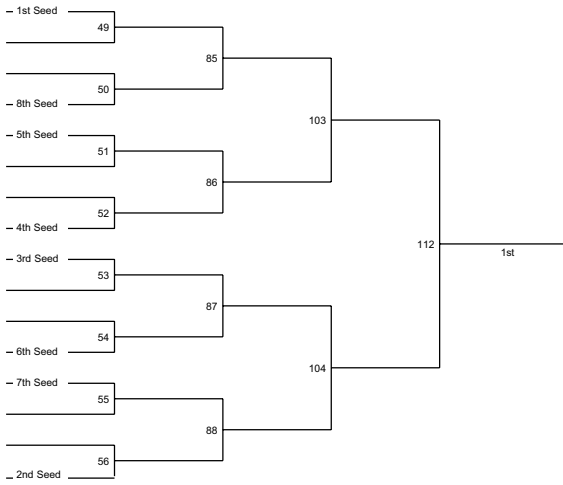 1st Seed
49
85
50
8th Seed
103
5th Seed
51
86
52
4th Seed
112
1st
3rd Seed
53
87
54
6th Seed
104
7th Seed
55
88
56
2nd Seed